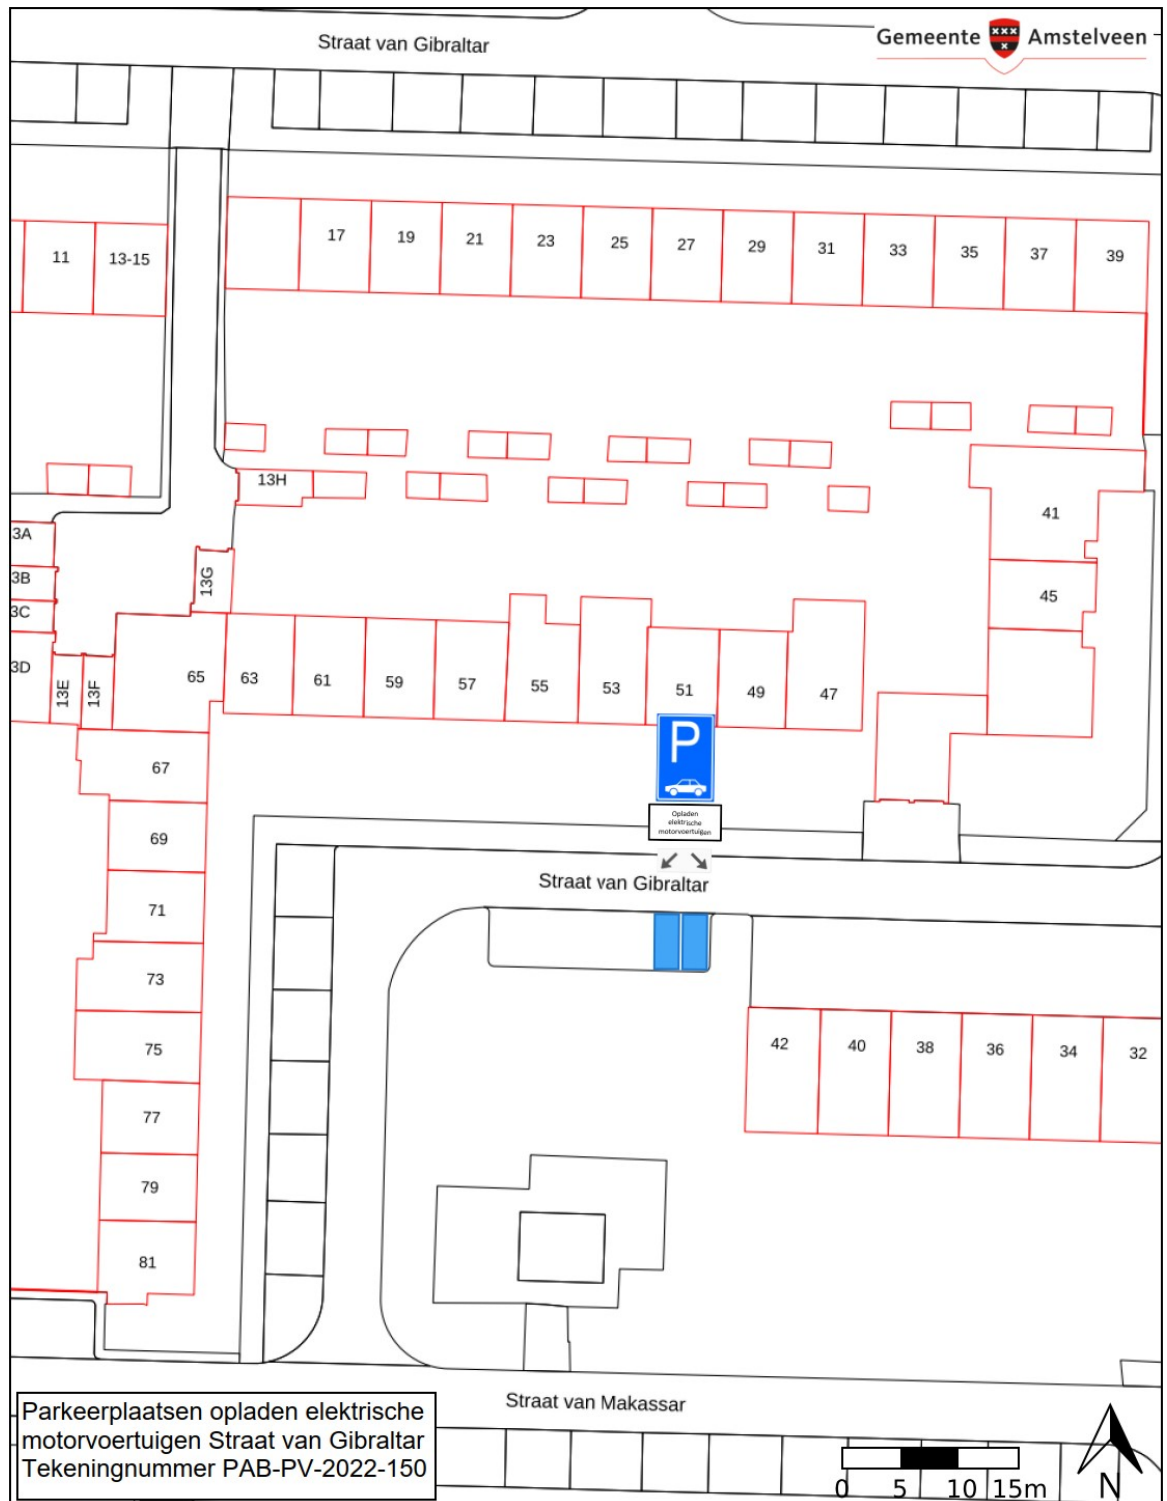 Straat van Gibraltar
Gemeente Amstelveen
17
19
21
23
25
27
29
31
33
35
37
39
11
13-15
13H
41
3A
3B
3C
3D
13G
45
13E
13F
65
63
61
59
57
55
53
51
49
47
P
67
Opladen
elektrische
motorvoertuigen
69
Straat van Gibraltar
71
73
75
42
40
38
36
34
32
77
79
81
Straat van Makassar
Parkeerplaatsen opladen elektrische
motorvoertuigen Straat van Gibraltar
Tekeningnummer PAB-PV-2022-150
0 5 10 15m
N